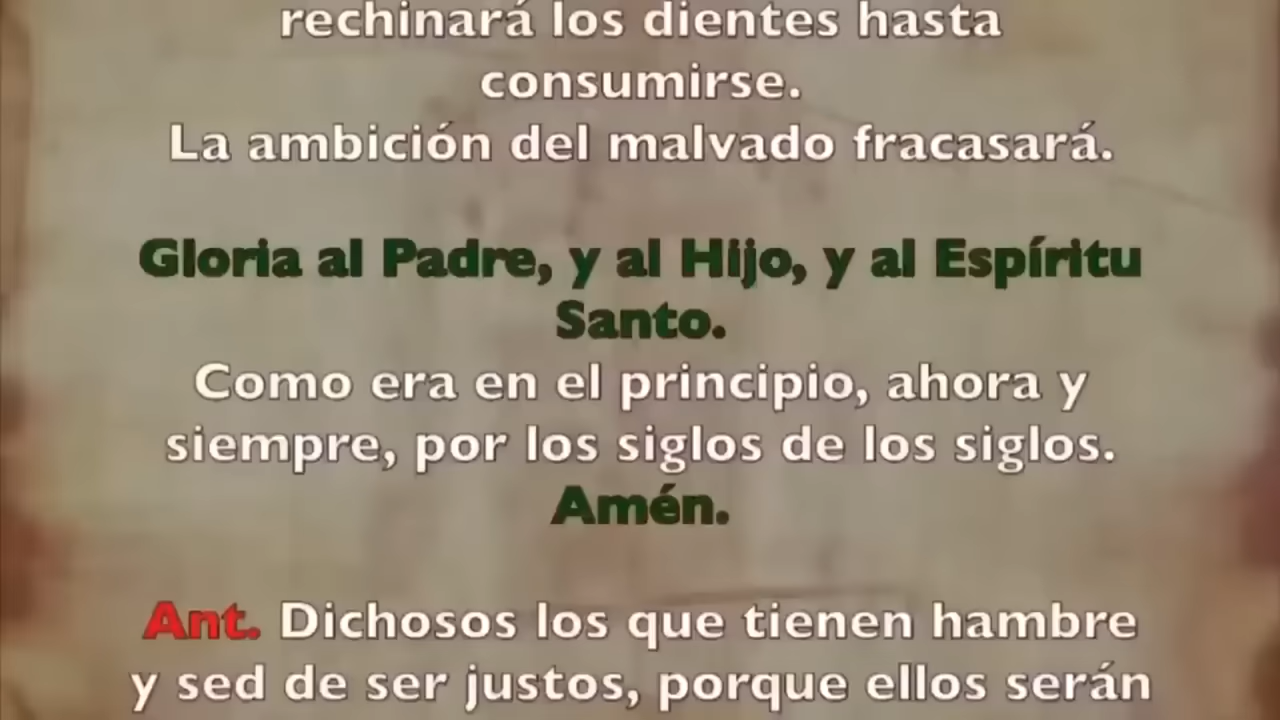 rechinará los dientes hasta
consumirse.
La ambición del malvado fracasará.
Gloria al Padre, y al Hijo, y al Espíritu
Santo.
Como era en el principio, ahora y
siempre, por los siglos de los siglos.
Amén.
Ant. Dichosos los que tienen hambre
y sed de ser justos, porque ellos serán